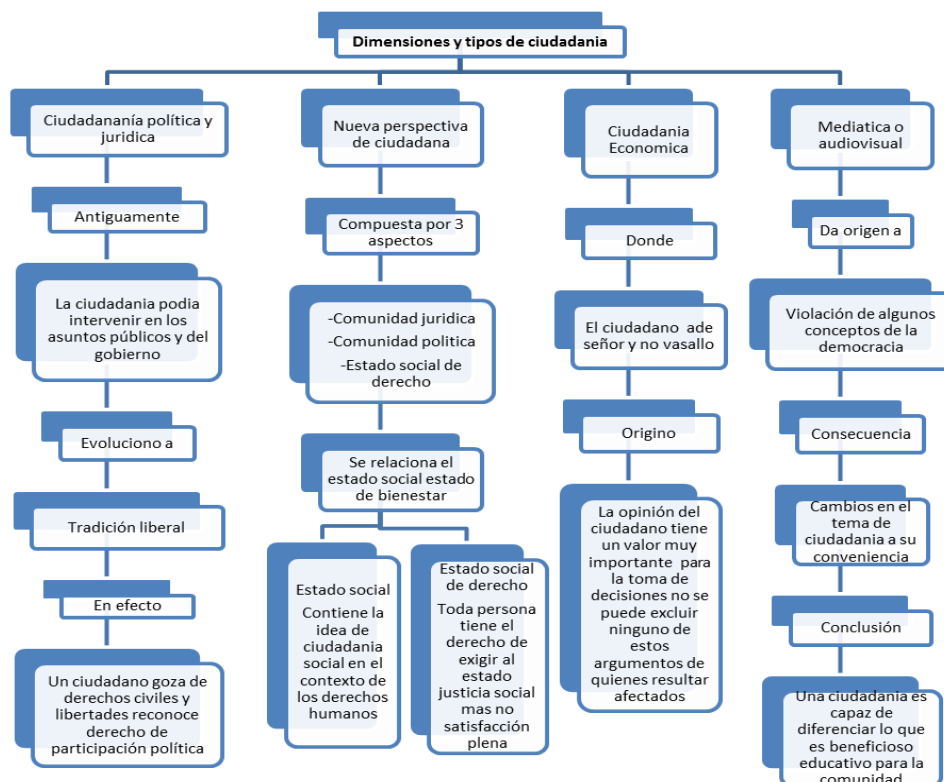 Dimensiones y tipos de ciudadania
Ciudadananía política y
juridica
Antiguamente
La ciudadania podia
intervenir en los
asuntos públicos y del
gobierno
Evoluciono a
Tradición liberal
En efecto
Un ciudadano goza de
derechos civiles y
libertades reconoce
derecho de
participación política
Nueva perspectiva
de ciudadana
Compuesta por 3
aspectos
-Comunidad juridica
-Comunidad politica
-Estado social de
derecho
Se relaciona el
estado social estado
de bienestar
Estado social
Contiene la
idea de
ciudadania
social en el
contexto de
los derechos
humanos
Estado social
de derecho
Toda persona
tiene el
derecho de
exigir al
estado
justicia social
mas no
satisfacción
plena
Ciudadania
Economica
Donde
El ciudadano ade
señor y no vasallo
Origino
La opinión del
ciudadano tiene
un valor muy
importante para
la toma de
decisiones no se
puede excluir
ninguno de
estos
argumentos de
quienes resultar
afectados
Mediatica o
audiovisual
Da origen a
Violación de algunos
conceptos de la
democracia
Consecuencia
Cambios en el
tema de
ciudadania a su
conveniencia
Conclusión
Una ciudadania es
capaz de
diferenciar lo que
es beneficioso
educativo para la
comunidad